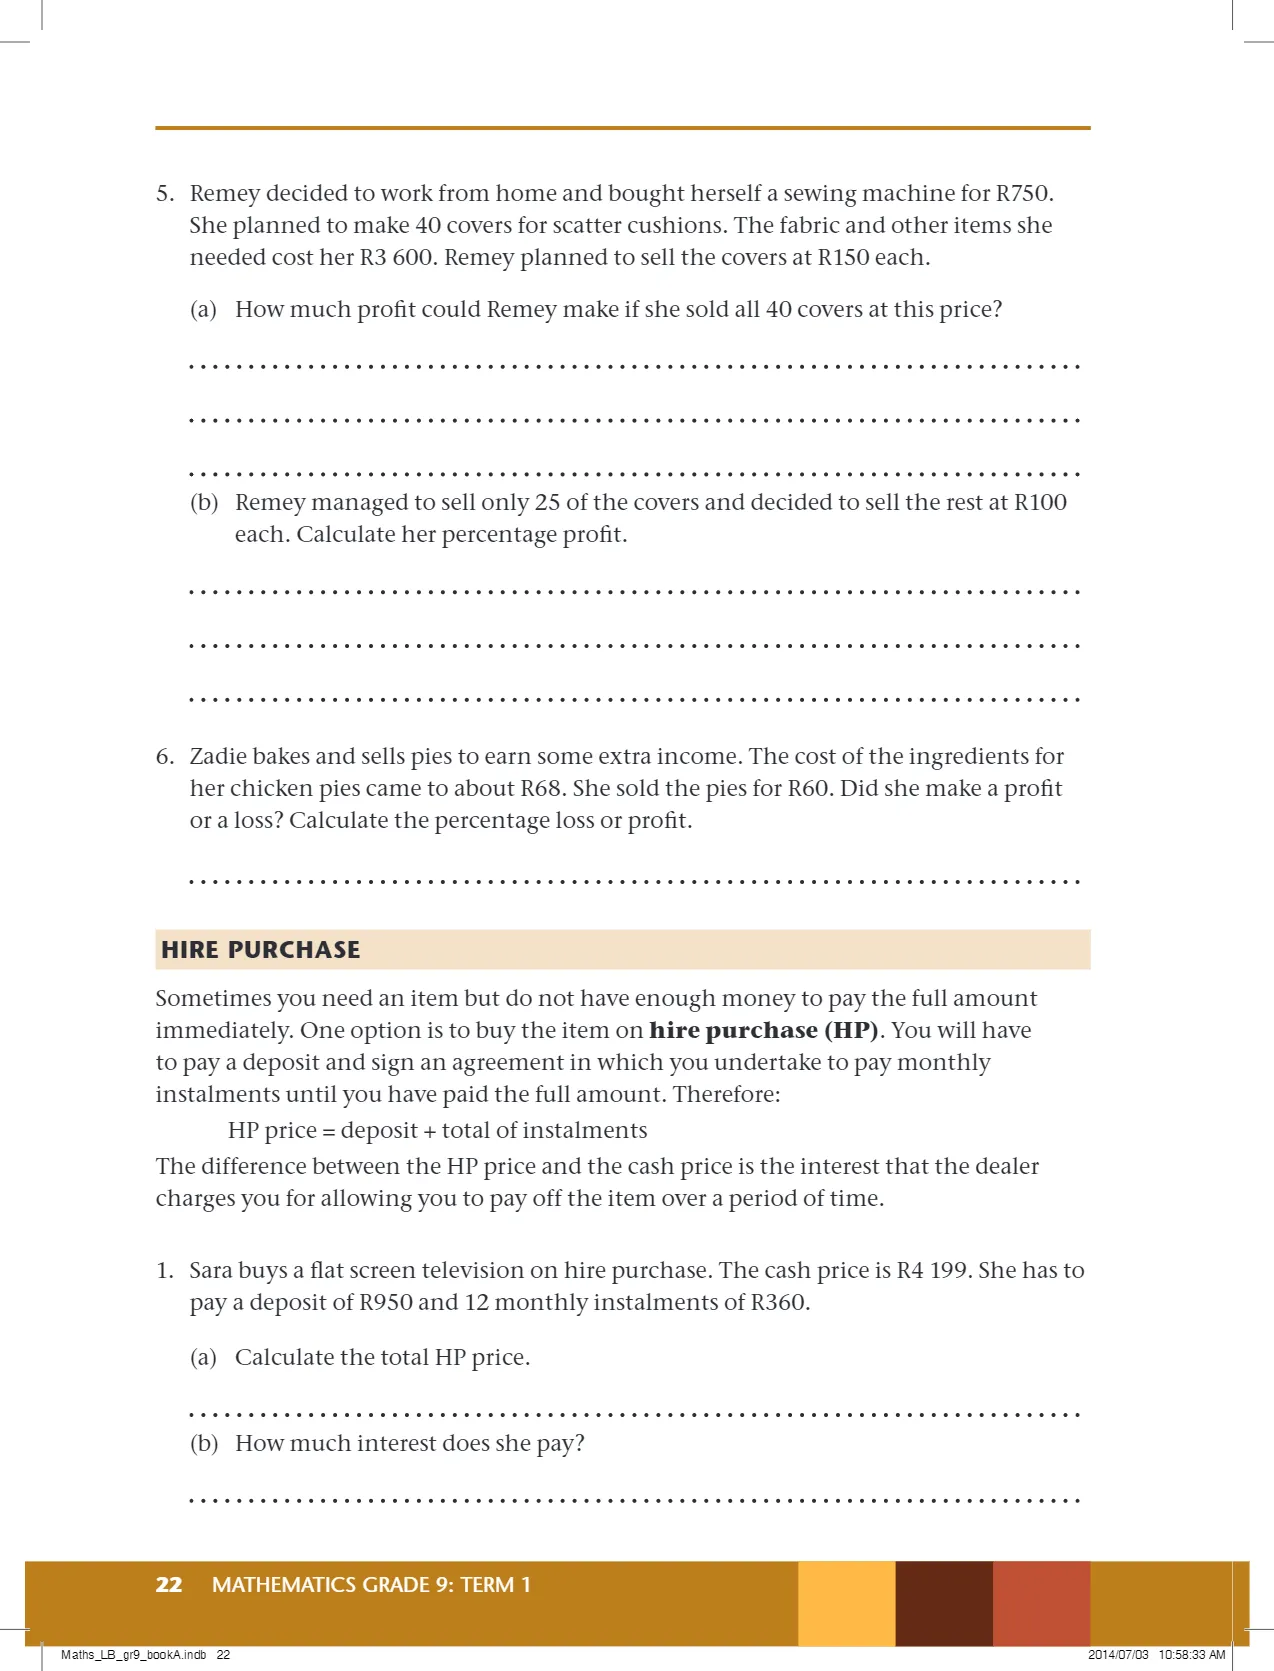 5. Remey decided to work from home and bought herself a sewing machine for R750.
She planned to make 40 covers for scatter cushions. The fabric and other items she
needed cost her R3 600. Remey planned to sell the covers at R150 each.
(a) How much profit could Remey make if she sold all 40 covers at this price?
(b) Remey managed to sell only 25 of the covers and decided to sell the rest at R100
each. Calculate her percentage profit.
6. Zadie bakes and sells pies to earn some extra income. The cost of the ingredients for
her chicken pies came to about R68. She sold the pies for R60. Did she make a profit
or a loss? Calculate the percentage loss or profit.
HIRE PURCHASE
Sometimes you need an item but do not have enough money to pay the full amount
immediately. One option is to buy the item on hire purchase (HP). You will have
to pay a deposit and sign an agreement in which you undertake to pay monthly
instalments until you have paid the full amount. Therefore:
HP price = deposit + total of instalments
The difference between the HP price and the cash price is the interest that the dealer
charges you for allowing you to pay off the item over a period of time.
1. Sara buys a flat screen television on hire purchase. The cash price is R4 199. She has to
pay a deposit of R950 and 12 monthly instalments of R360.
(a) Calculate the total HP price.
(b) How much interest does she pay?
22 MATHEMATICS GRADE 9: TERM 1
Maths_LB_gr9_bookA.indb 22 2014/07/03 10:58:33 AM